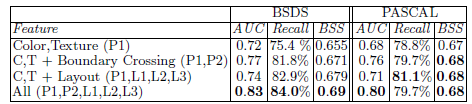 BSDS PASCAL
Feature AUC Recall BSS AUC Recall BSS
Color,Texture (P1) 0.72 75.4 % 0.655 0.68 78.8% 0.67
C,T + Boundary Crossing (P1,P2) 0.77 81.8% 0.671 0.76 79.7% 0.68
C,T + Layout (P1,L1,L2,L3) 0.74 82.9% 0.679 0.71 81.1% 0.68
All (P1,P2,L1,L2,L3) 0.83 84.0% 0.69 0.80 79.7% 0.68